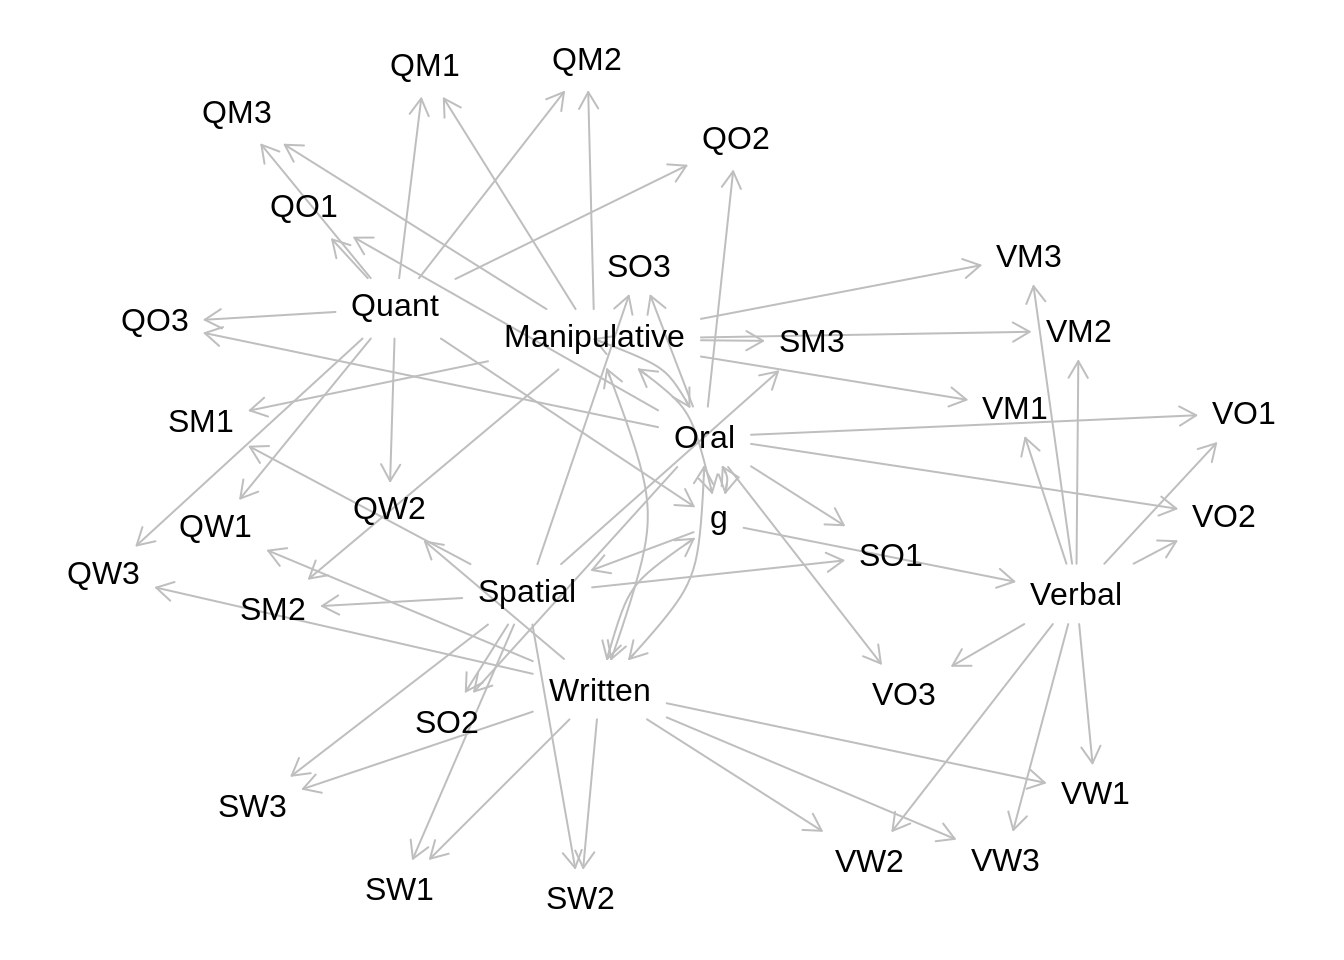 QM2
QM1
QM3
QO2
QO1
VM3
SO3
Quant
QO3
VM2
Manipulative
SM3
VM1
VO1
SM1
Oral
QW2
VO2
g
QW1
SO1
QW3
Spatial
Verbal
SM2
Written
VO3
SO2
VW1
SW3
VW3
VW2
SW1
SW2